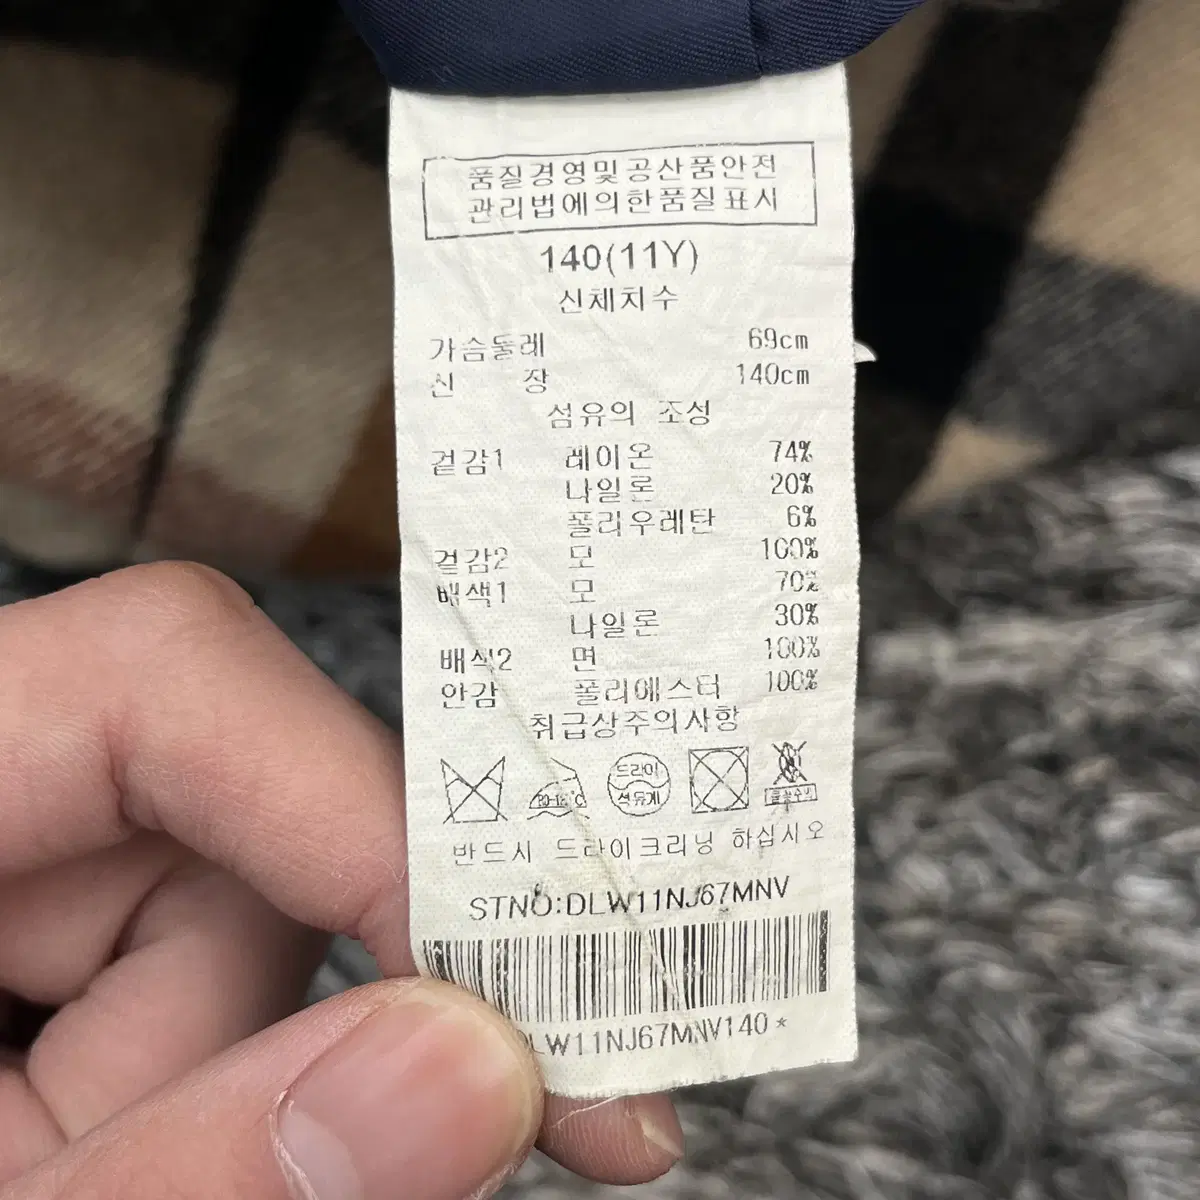 품질경영및공산품안전
관리법에의한품질표시
140(11Y)
신체치수
가슴둘레 69cm
신 장 140cm
섬유의 조성
겉감1 레이온 74%
나일론 20%
폴리우레탄 6%
겉감2 모 100%
배색1 모 70%
나일론 30%
배색2 면 100%
안감 폴리에스터 100%
취급상주의사항
드라이
석유계
반드시 드라이크리닝 하십시오
STNO:DLW11NJ67MNV
DLW11NJ67MNV140*